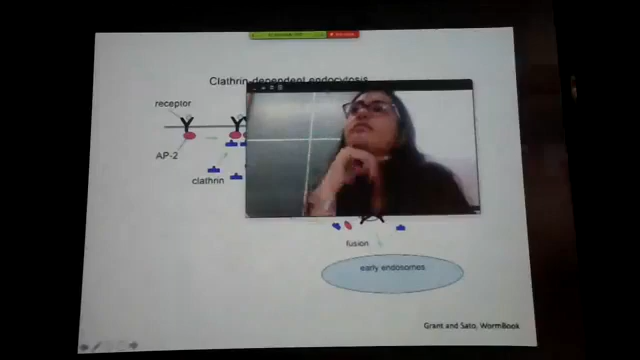 Clathrin-dependent endocytosis
receptor
AP-2
clathrin
fusion
early endosomes
Grant and Sato, WormBook